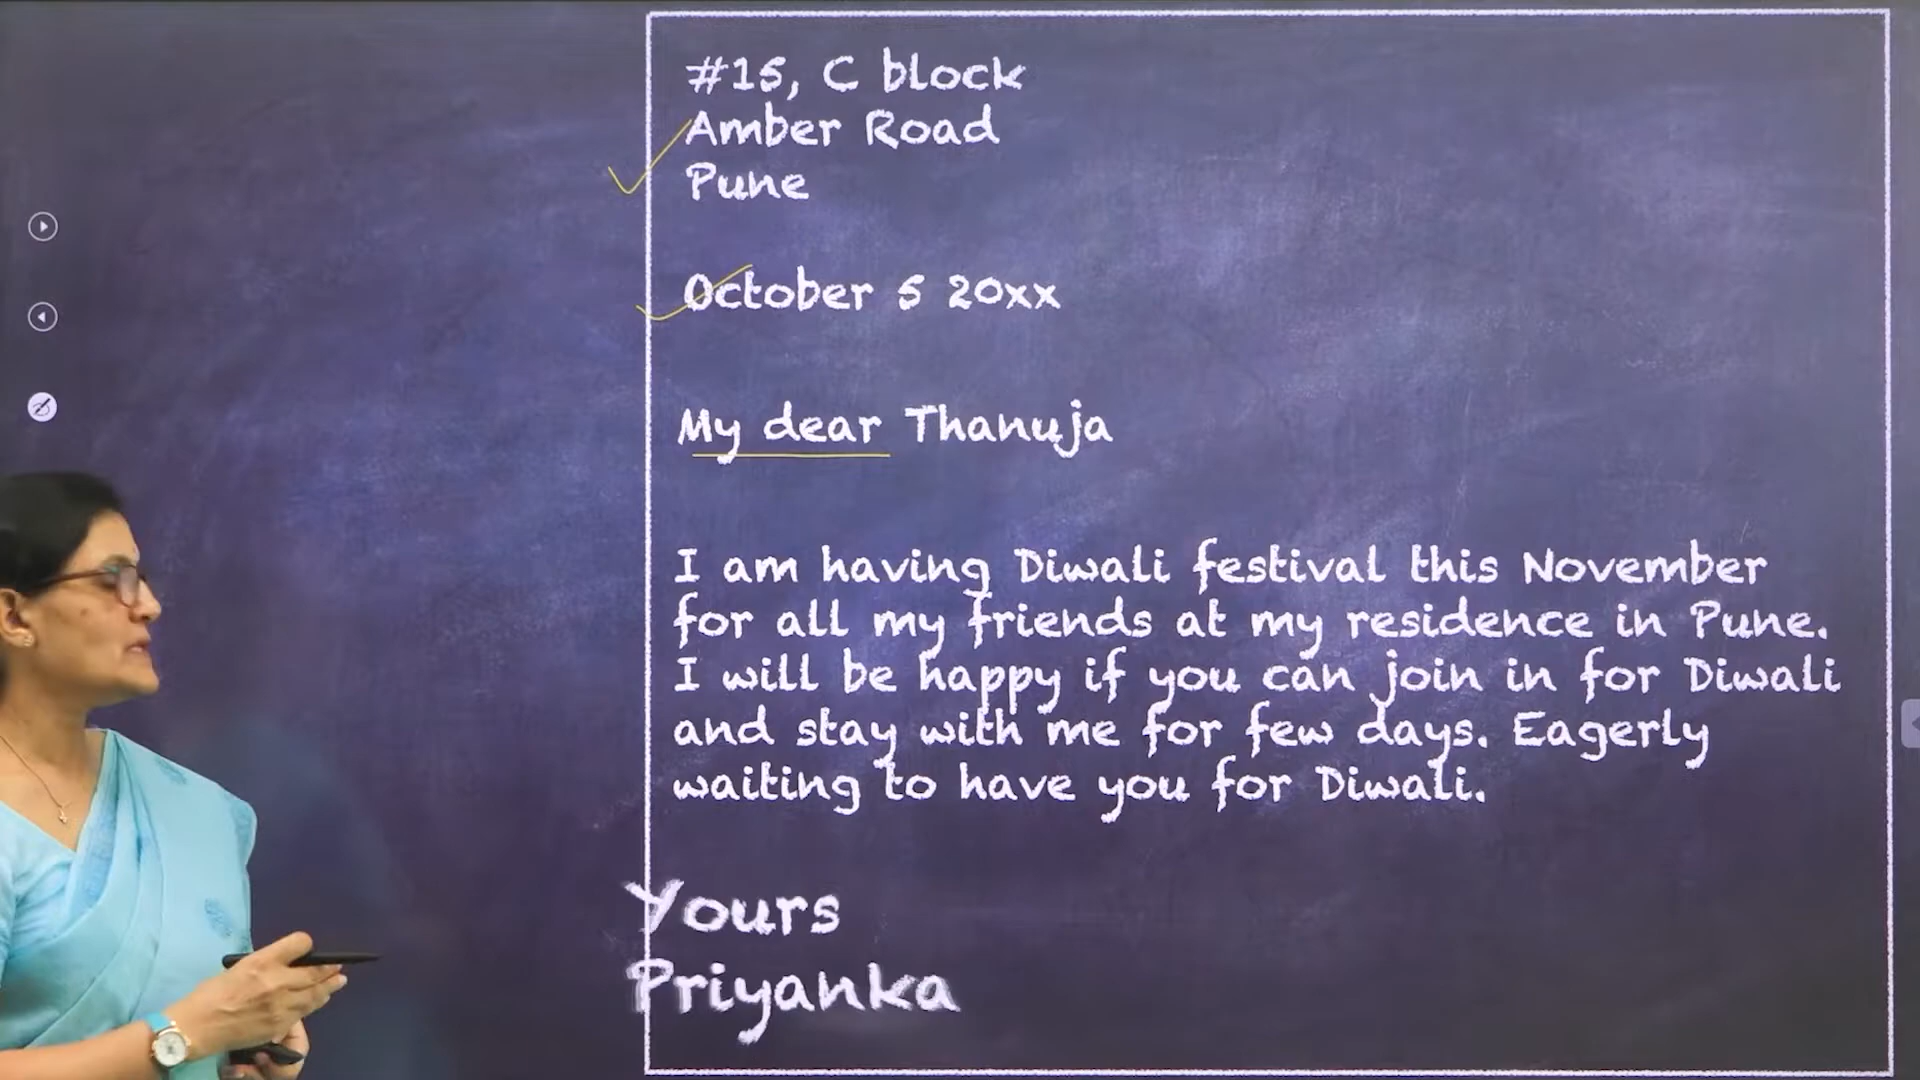 #15, C block
Amber Road
Pune
October 5 20xx
My dear Thanuja
I am having Diwali festival this November
for all my friends at my residence in Pune.
I will be happy if you can join in for Diwali
and stay with me for few days. Eagerly
waiting to have you for Diwali.
Yours
Priyanka